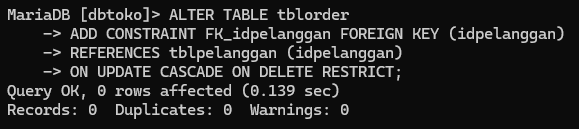 MariaDB [dbtoko]> ALTER TABLE tblorder
    -> ADD CONSTRAINT FK_idpelanggan FOREIGN KEY (idpelanggan)
    -> REFERENCES tblpelanggan (idpelanggan)
    -> ON UPDATE CASCADE ON DELETE RESTRICT;
Query OK, 0 rows affected (0.139 sec)
Records: 0  Duplicates: 0  Warnings: 0